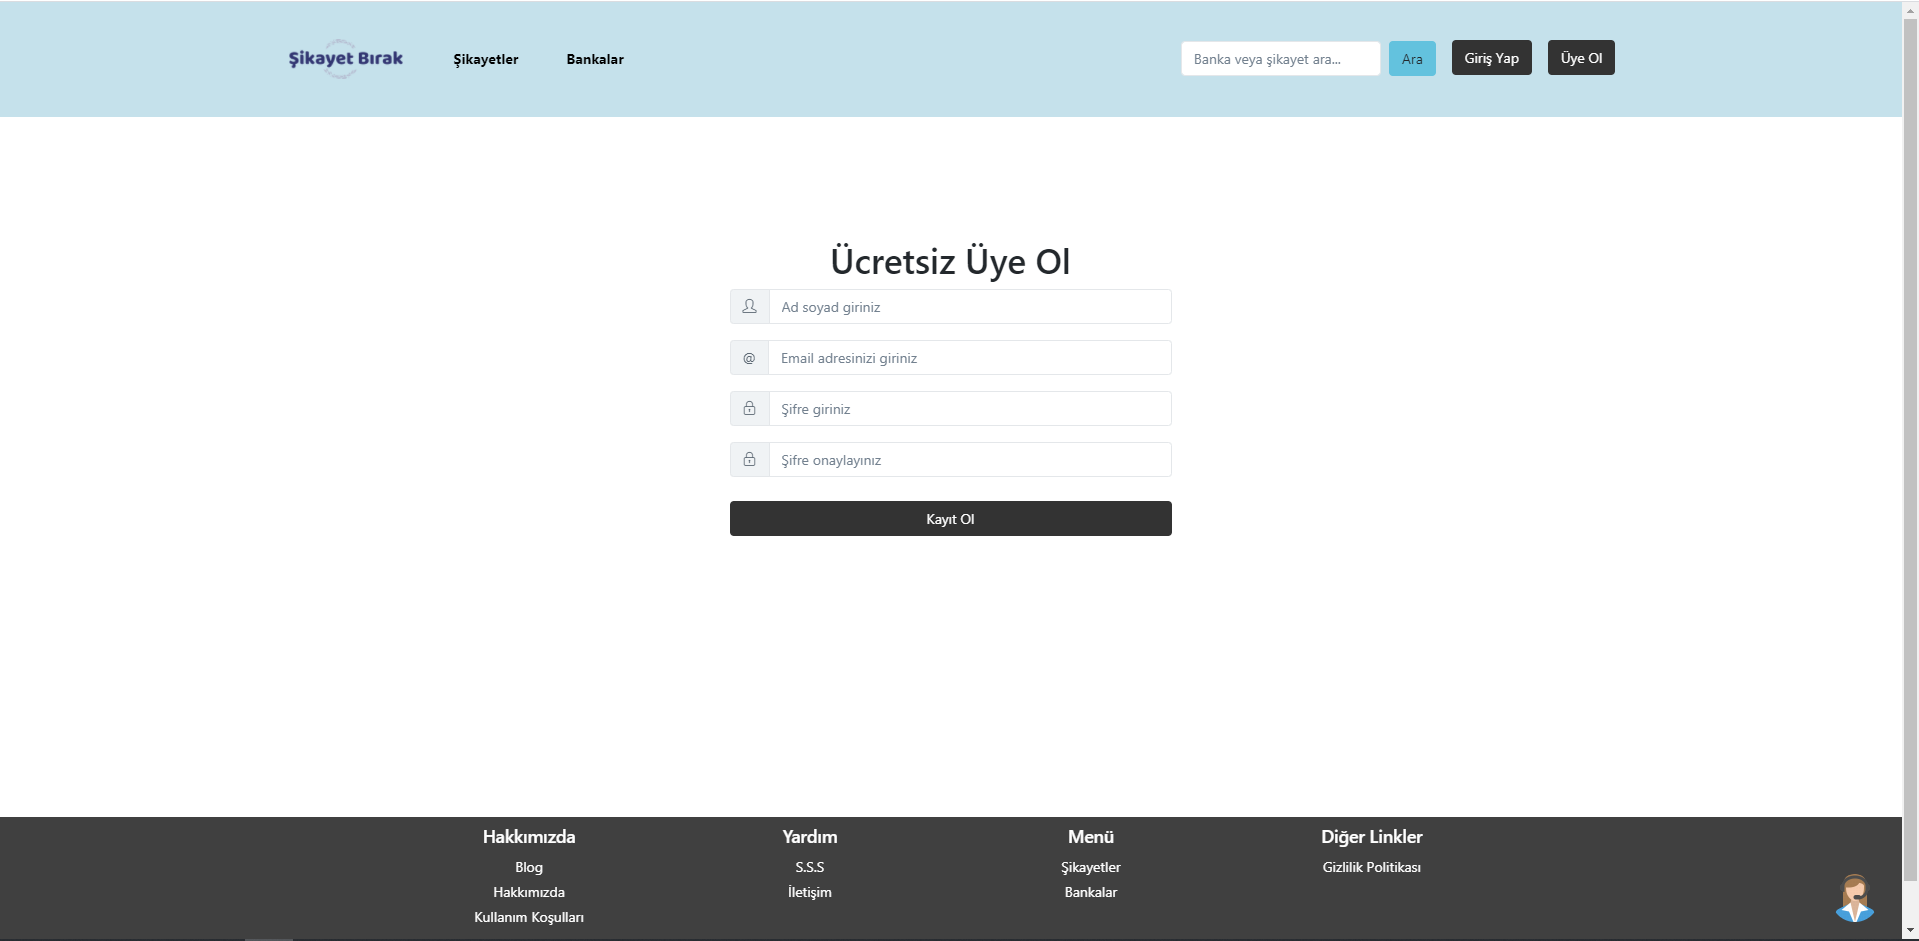 Şikayet Bırak
Şikayetler
Bankalar
Banka veya şikayet ara...
Ara
Giriş Yap
Üye Ol
Ücretsiz Üye Ol
Ad soyad giriniz
@
Email adresinizi giriniz
Şifre giriniz
Şifre onaylayınız
Kayıt Ol
Hakkımızda
Blog
Hakkımızda
Kullanım Koşulları
Yardım
S.S.S
İletişim
Menü
Şikayetler
Bankalar
Diğer Linkler
Gizlilik Politikası